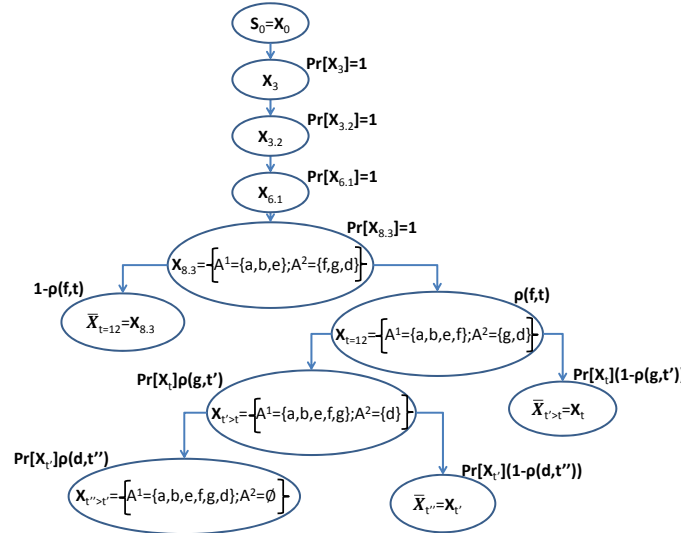 S₀=X₀
Pr[X₃]=1
X₃
Pr[X₃.₂]=1
X₃.₂
Pr[X₆.₁]=1
X₆.₁
Pr[X₈.₃]=1
X₈.₃={A¹={a,b,e};A²={f,g,d}}
1-ρ(f,t)
X̅ₜ₌₁₂=X₈.₃
ρ(f,t)
Xₜ₌₁₂={A¹={a,b,e,f};A²={g,d}}
Pr[Xₜ]ρ(g,t’)
Pr[Xₜ](1-ρ(g,t’))
Xₜ’>ₜ={A¹={a,b,e,f,g};A²={d}}
X̅ₜ’>ₜ=Xₜ
Pr[Xₜ’]ρ(d,t’’)
Pr[Xₜ’](1-ρ(d,t’’))
Xₜ’’>ₜ’={A¹={a,b,e,f,g,d};A²=Ø}
X̅ₜ’’=Xₜ’